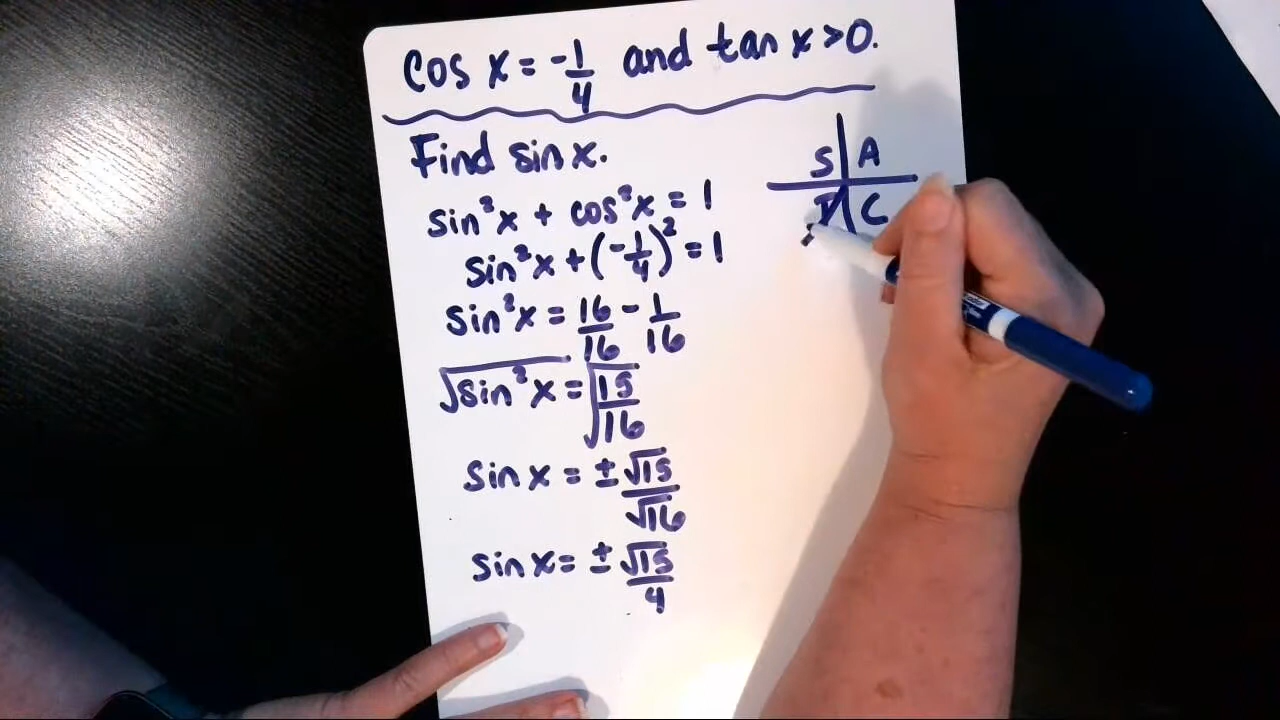 cos x = -1/4 and tan x > 0.
Find sin x.
sin²x + cos²x = 1
sin²x + (-1/4)² = 1
sin²x = 16/16 - 1/16
√sin²x = √15/16
sin x = ± √15/√16
sin x = ± √15/4
S A
T C